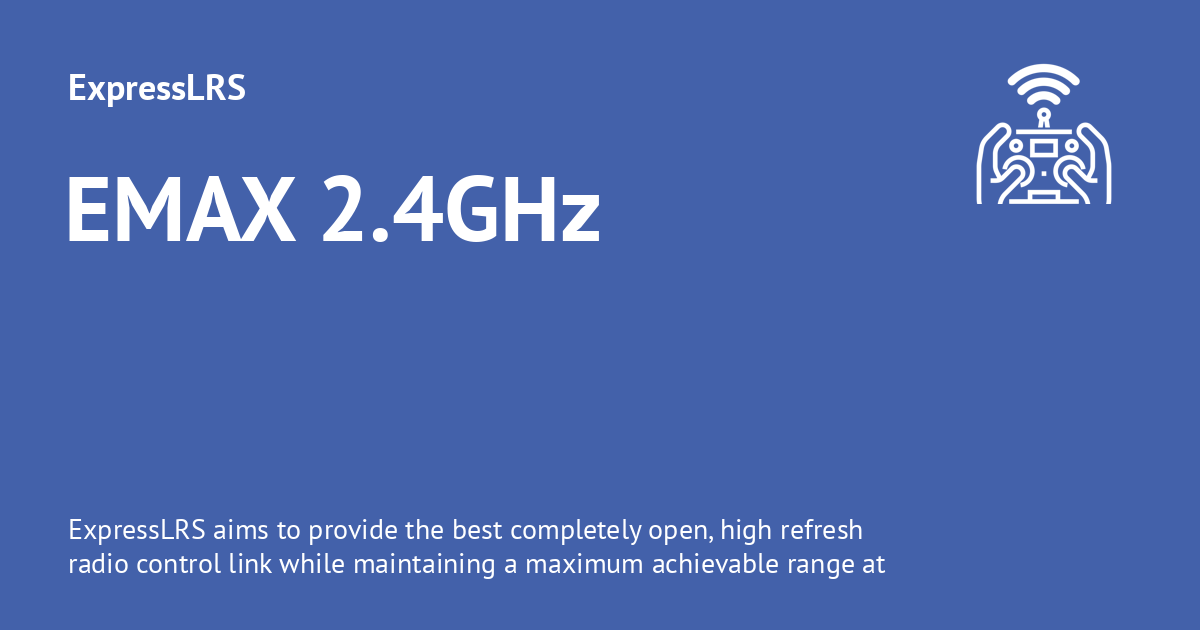 ExpressLRS
EMAX 2.4GHz
ExpressLRS aims to provide the best completely open, high refresh
radio control link while maintaining a maximum achievable range at